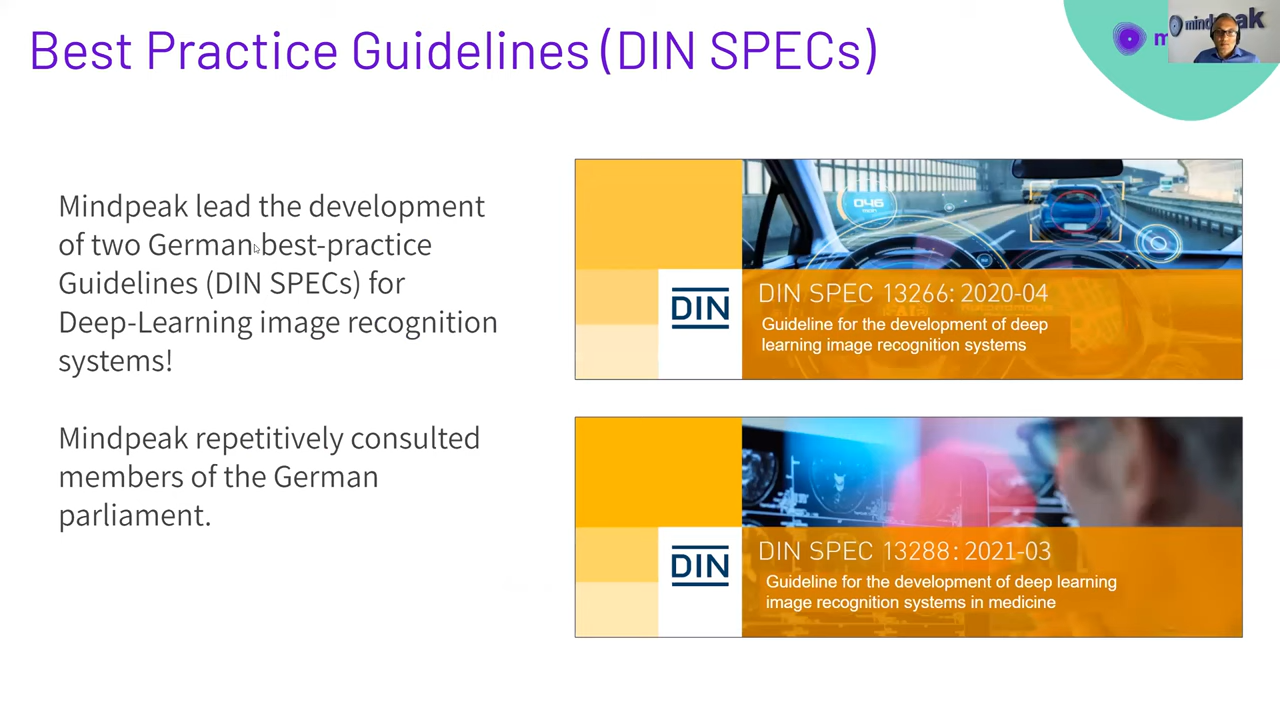 Best Practice Guidelines (DIN SPECs)
mindpeak
Mindpeak lead the development
of two German best-practice
Guidelines (DIN SPECs) for
Deep-Learning image recognition
systems!
Mindpeak repetitively consulted
members of the German
parliament.
046
DIN
DIN SPEC 13266: 2020-04
Guideline for the development of deep
learning image recognition systems
DIN
DIN SPEC 13288: 2021-03
Guideline for the development of deep learning
image recognition systems in medicine